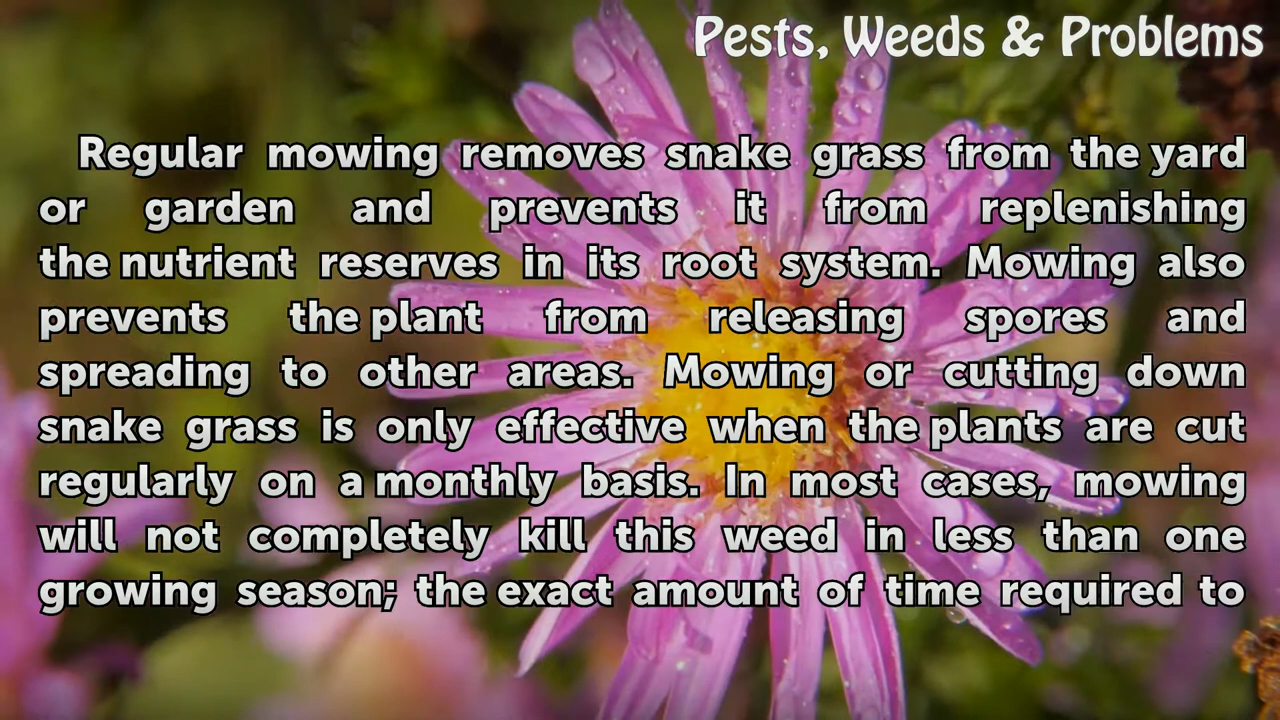 Pests, Weeds & Problems
Regular mowing removes snake grass from the yard
or garden and prevents it from replenishing
the nutrient reserves in its root system. Mowing also
prevents the plant from releasing spores and
spreading to other areas. Mowing or cutting down
snake grass is only effective when the plants are cut
regularly on a monthly basis. In most cases, mowing
will not completely kill this weed in less than one
growing season; the exact amount of time required to